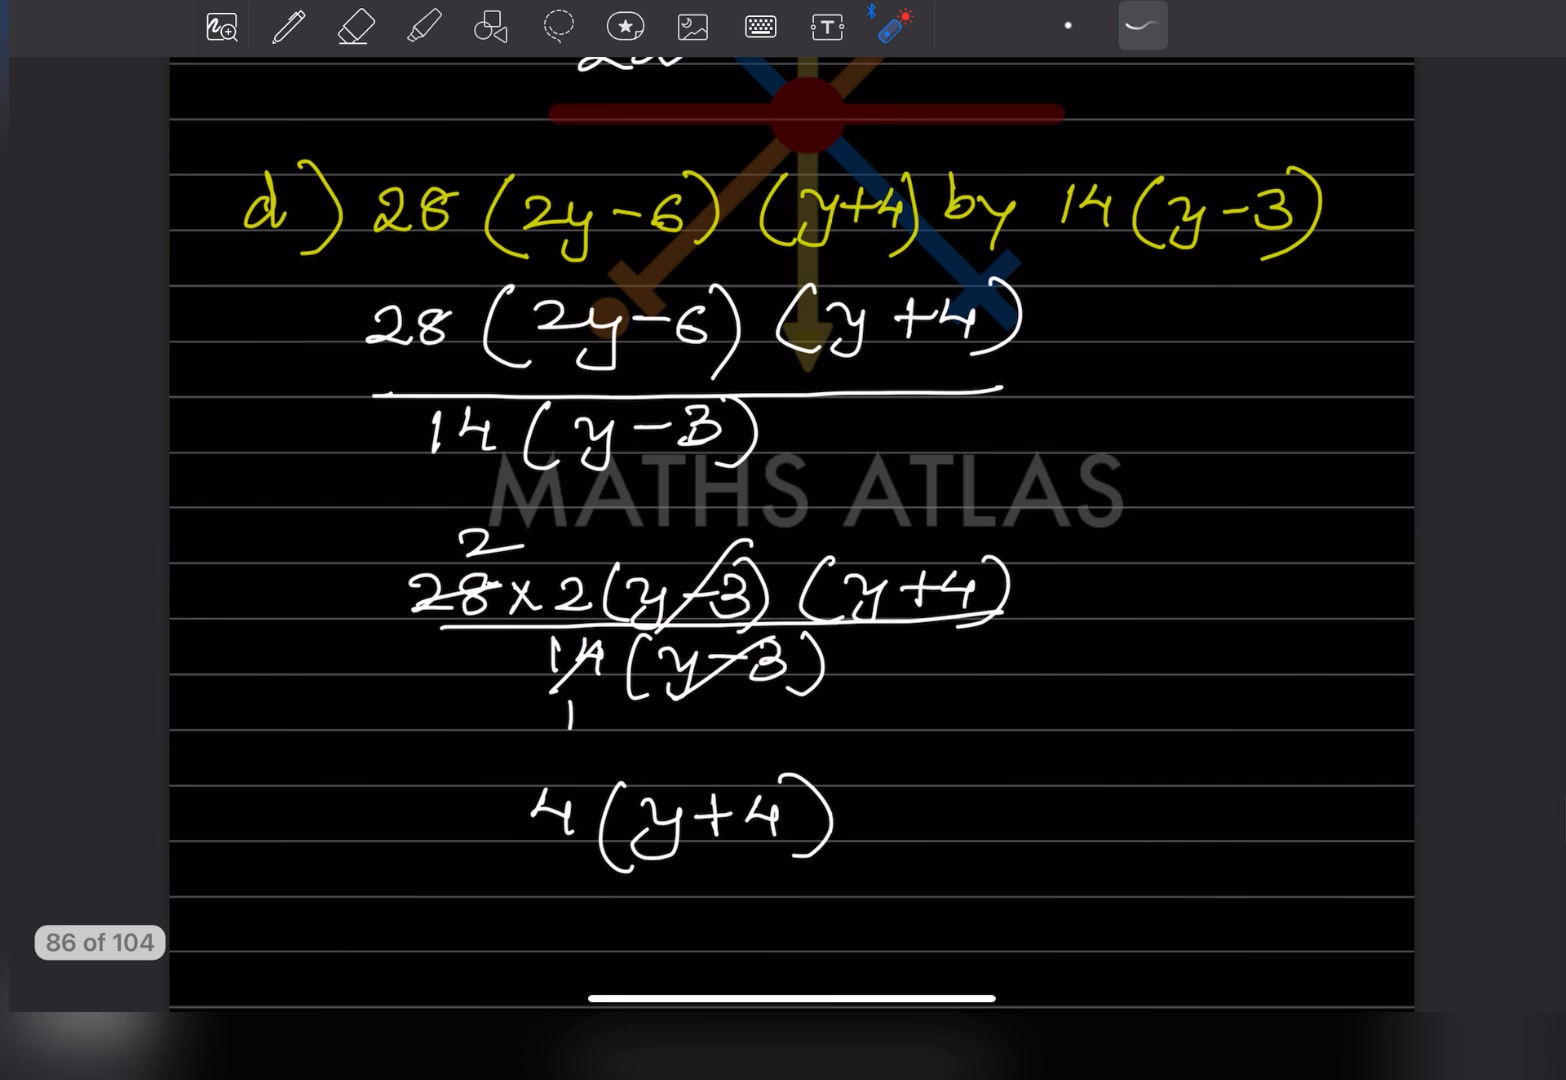 d) 28 (2y-6) (y+4) by 14 (y-3)
28 (2y-6) (y+4)
14 (y-3)
MATHS ATLAS
2
28 x 2 (y-3) (y+4)
14 (y-3)
1
4 (y+4)
86 of 104